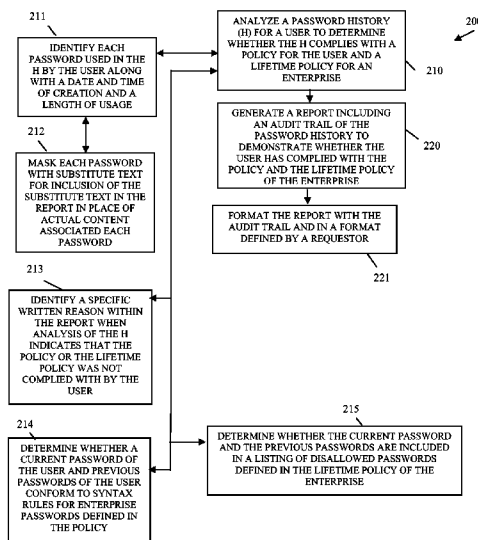 200
211
IDENTIFY EACH
PASSWORD USED IN THE
H BY THE USER ALONG
WITH A DATE AND TIME
OF CREATION AND A
LENGTH OF USAGE
ANALYZE A PASSWORD HISTORY (H) FOR
A USER TO DETERMINE
WHETHER THE H COMPLIES WITH A
POLICY FOR THE USER AND A
LIFETIME POLICY FOR AN
ENTERPRISE
210
212
MASK EACH PASSWORD
WITH SUBSTITUTE TEXT
FOR INCLUSION OF THE
SUBSTITUTE TEXT IN THE
REPORT IN PLACE OF
ACTUAL CONTENT
ASSOCIATED EACH
PASSWORD
GENERATE A REPORT INCLUDING
AN AUDIT TRAIL OF THE
PASSWORD HISTORY TO
DEMONSTRATE WHETHER THE
USER HAS COMPLIED WITH THE
POLICY AND THE LIFETIME POLICY
OF THE ENTERPRISE
220
FORMAT THE REPORT WITH THE
AUDIT TRAIL AND IN A FORMAT
DEFINED BY A REQUESTOR
221
213
IDENTIFY A SPECIFIC
WRITTEN REASON WITHIN
THE REPORT WHEN
ANALYSIS OF THE H
INDICATES THAT THE
POLICY OR THE LIFETIME
POLICY WAS NOT
COMPLIED WITH BY THE
USER
214
DETERMINE WHETHER A
CURRENT PASSWORD OF
THE USER AND PREVIOUS
PASSWORDS OF THE USER
CONFORM TO SYNTAX
RULES FOR ENTERPRISE
PASSWORDS DEFINED IN
THE POLICY
215
DETERMINE WHETHER THE CURRENT PASSWORD
AND THE PREVIOUS PASSWORDS ARE INCLUDED
IN A LISTING OF DISALLOWED PASSWORDS
DEFINED IN THE LIFETIME POLICY OF THE
ENTERPRISE